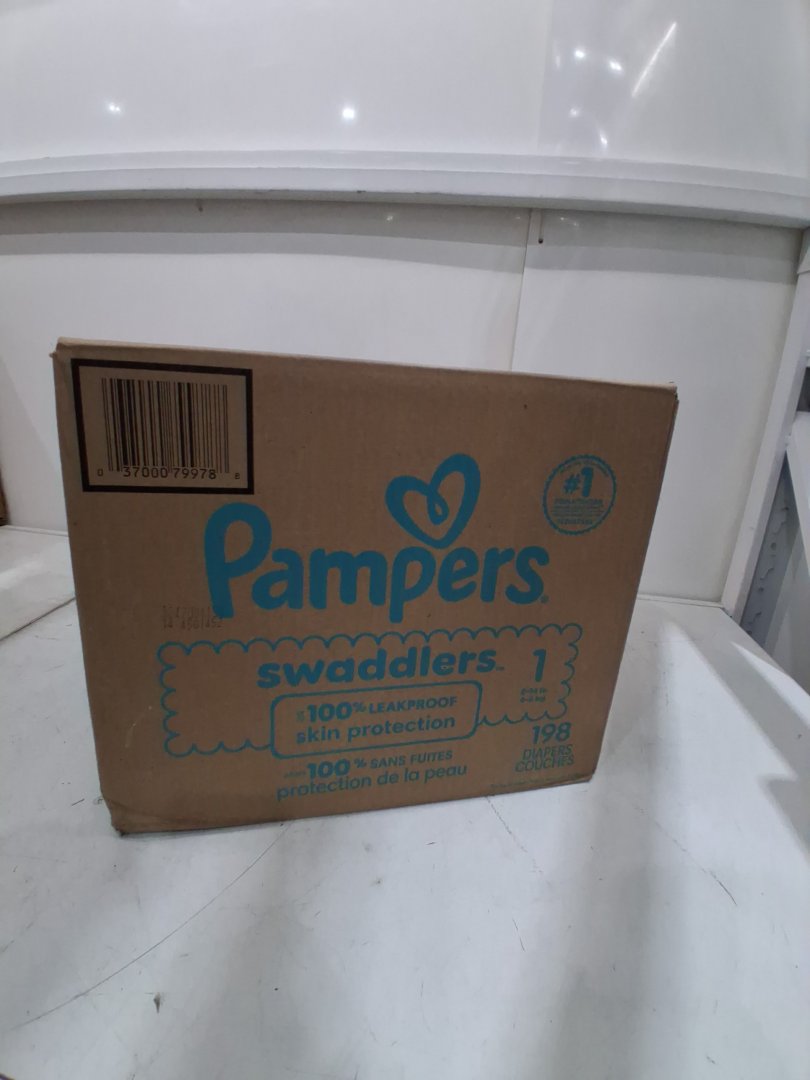 0 37000 79978 8
#1
Pampers
swaddlers™ 1
100% LEAKPROOF
skin protection
198
DIAPERS
COUCHES
100% SANS FUITES
protection de la peau